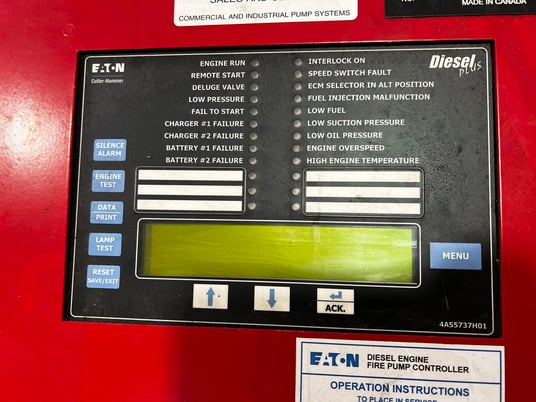 COMMERCIAL AND INDUSTRIAL PUMP SYSTEMS
MADE IN CANADA
EATON
Cutler-Hammer
Diesel plus
ENGINE RUN
REMOTE START
DELUGE VALVE
LOW PRESSURE
FAIL TO START
CHARGER #1 FAILURE
CHARGER #2 FAILURE
BATTERY #1 FAILURE
BATTERY #2 FAILURE
INTERLOCK ON
SPEED SWITCH FAULT
ECM SELECTOR IN ALT POSITION
FUEL INJECTION MALFUNCTION
LOW FUEL
LOW SUCTION PRESSURE
LOW OIL PRESSURE
ENGINE OVERSPEED
HIGH ENGINE TEMPERATURE
SILENCE
ALARM
ENGINE
TEST
DATA
PRINT
LAMP
TEST
RESET
SAVE/EXIT
MENU
ACK.
4A55737H01
EATON
DIESEL ENGINE
FIRE PUMP CONTROLLER
OPERATION INSTRUCTIONS
TO PLACE IN SERVICE